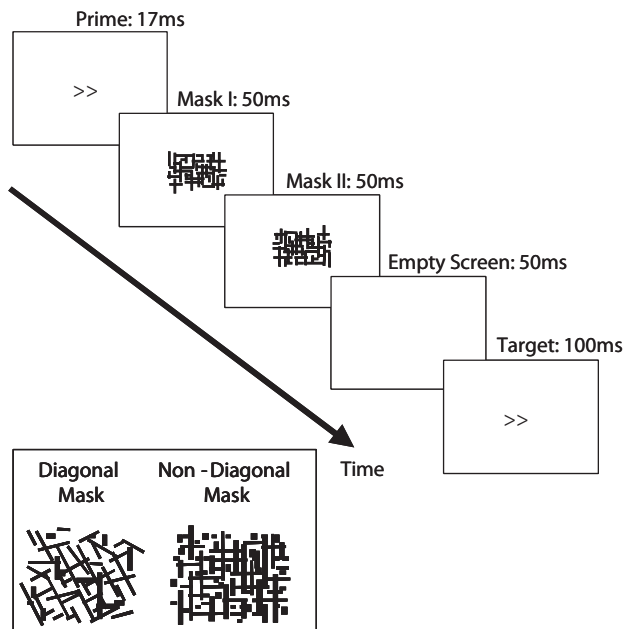 Prime: 17ms
>>
Mask I: 50ms
Mask II: 50ms
Empty Screen: 50ms
Target: 100ms
>>
Time
Diagonal Mask
Non - Diagonal Mask